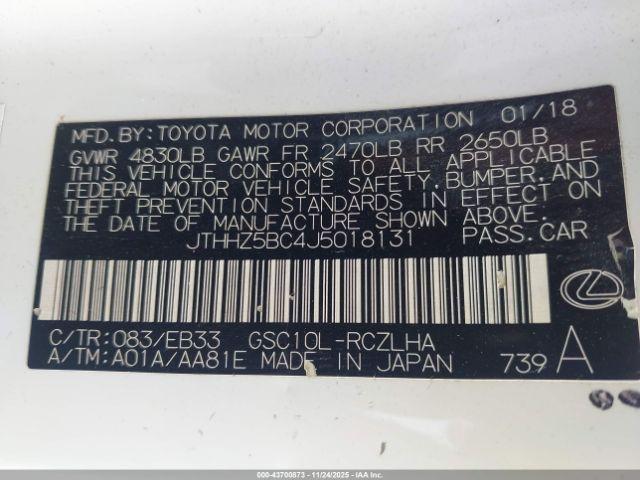 MFD. BY: TOYOTA MOTOR CORPORATION 01/18
GVWR 4830LB GAWR FR 2470LB RR 2650LB
THIS VEHICLE CONFORMS TO ALL APPLICABLE
FEDERAL MOTOR VEHICLE SAFETY, BUMPER, AND
THEFT PREVENTION STANDARDS IN EFFECT ON
THE DATE OF MANUFACTURE SHOWN ABOVE.
JTHHZ5BC4J5018131 PASS. CAR
C/TR: 083/EB33 GSC10L-RCZLHA
A/TM: A01A/AA81E MADE IN JAPAN 739 A
000-43700873 - 11/24/2025 - IAA Inc.